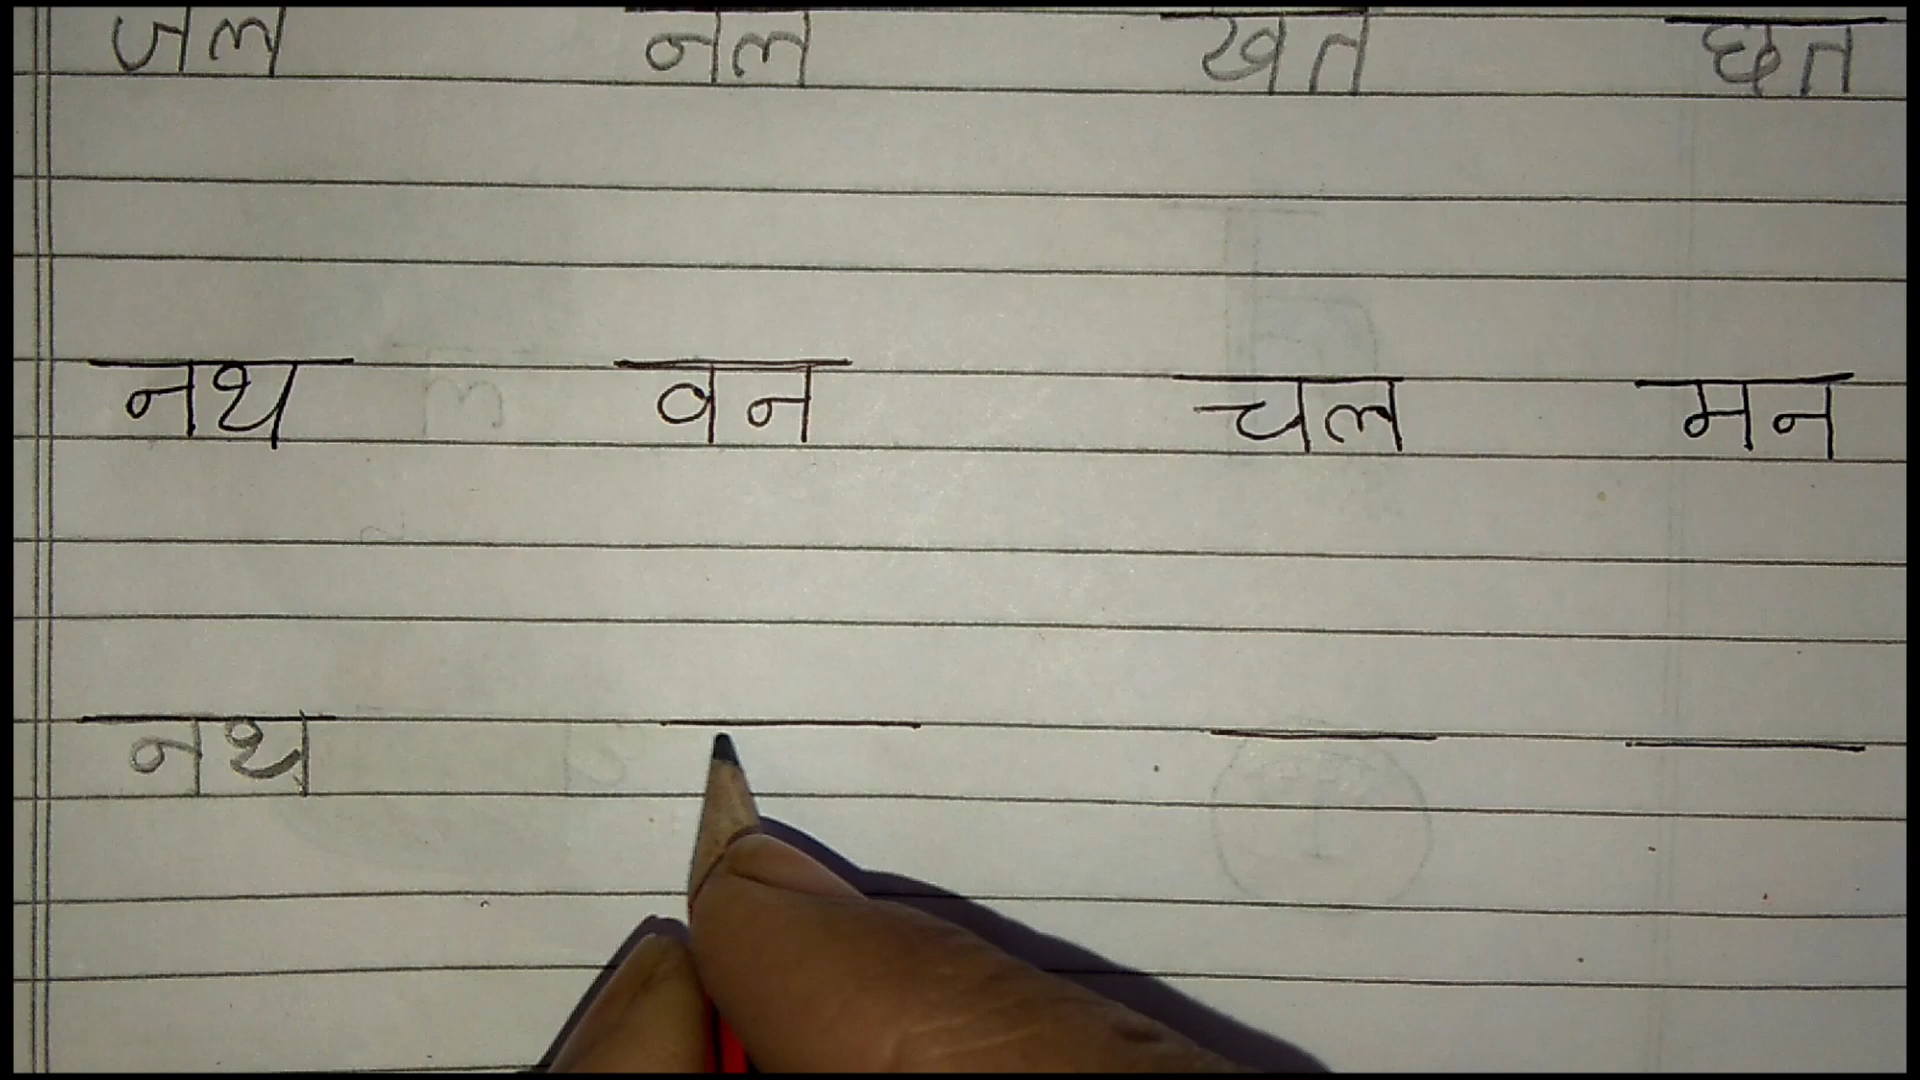 जल नल खत छत
नथ वन चल मन
नथ